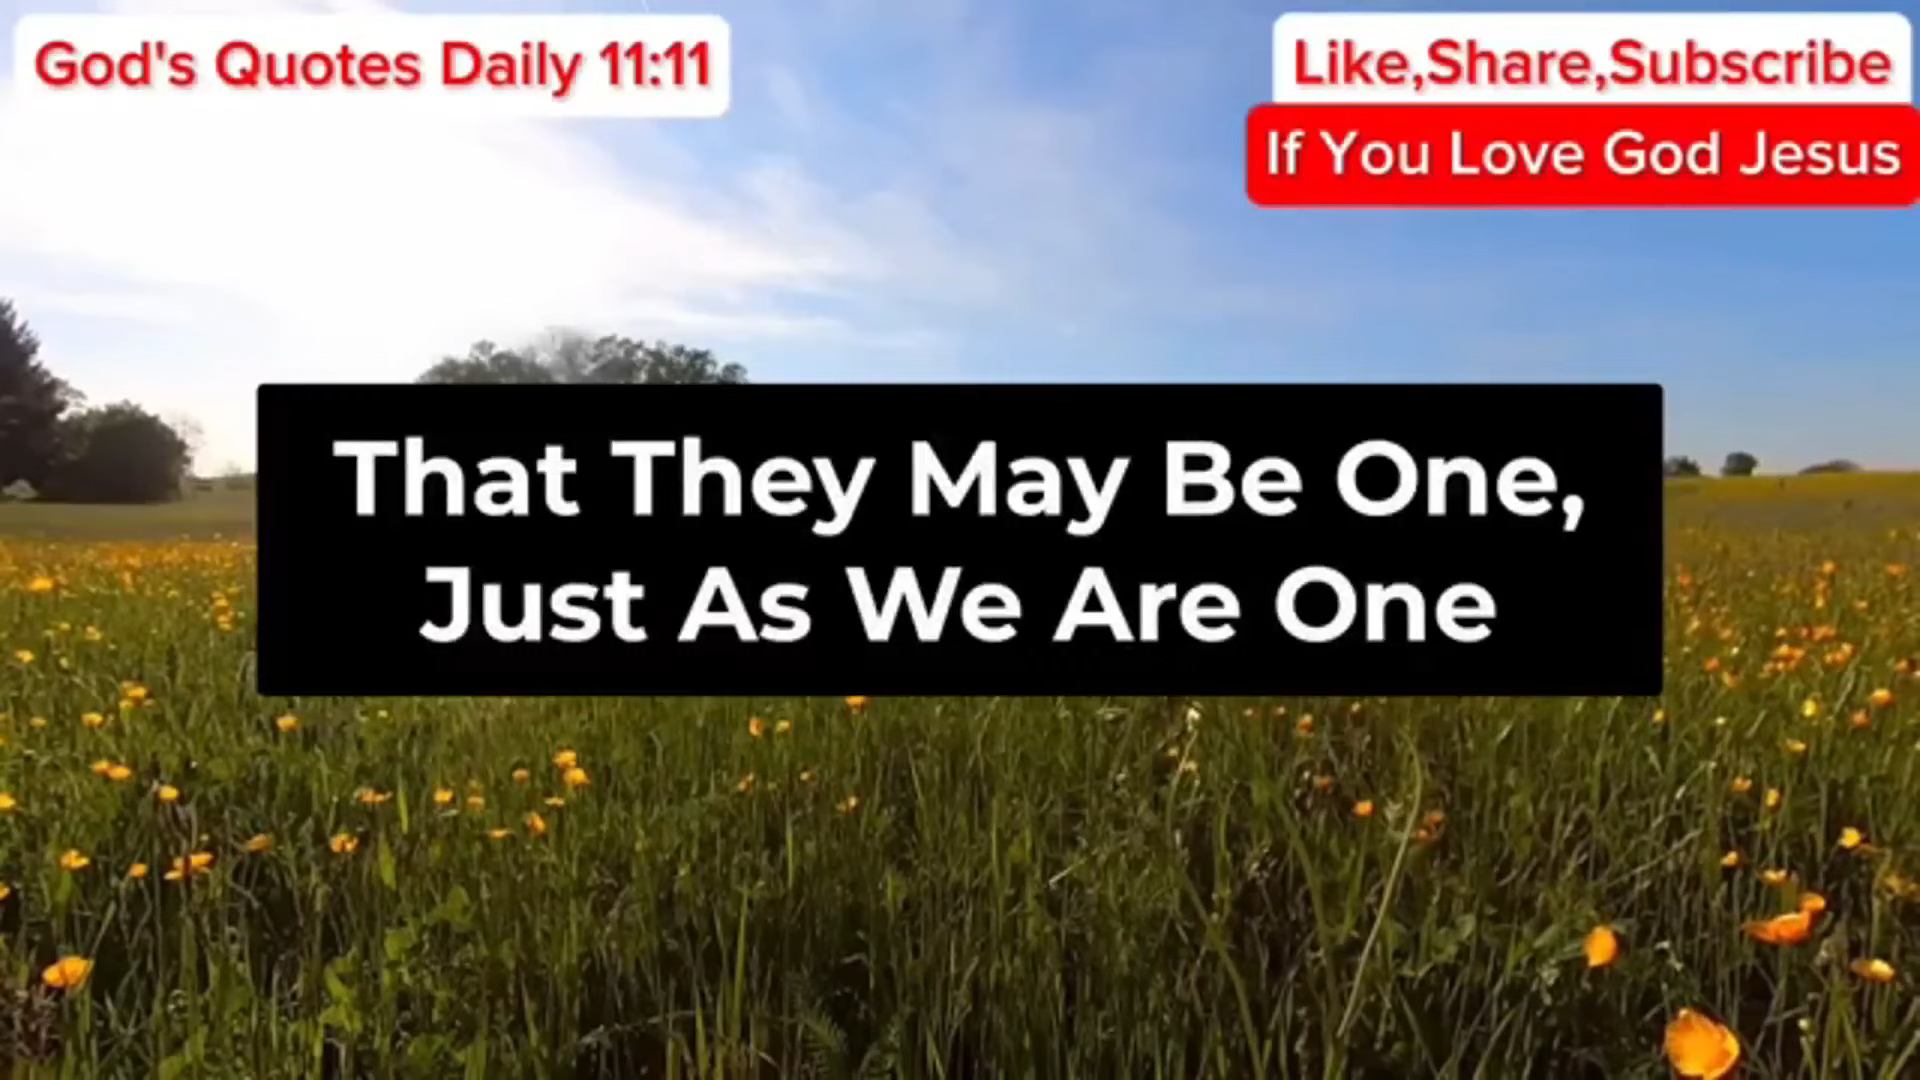 God's Quotes Daily 11:11
Like,Share,Subscribe
If You Love God Jesus
That They May Be One,
Just As We Are One